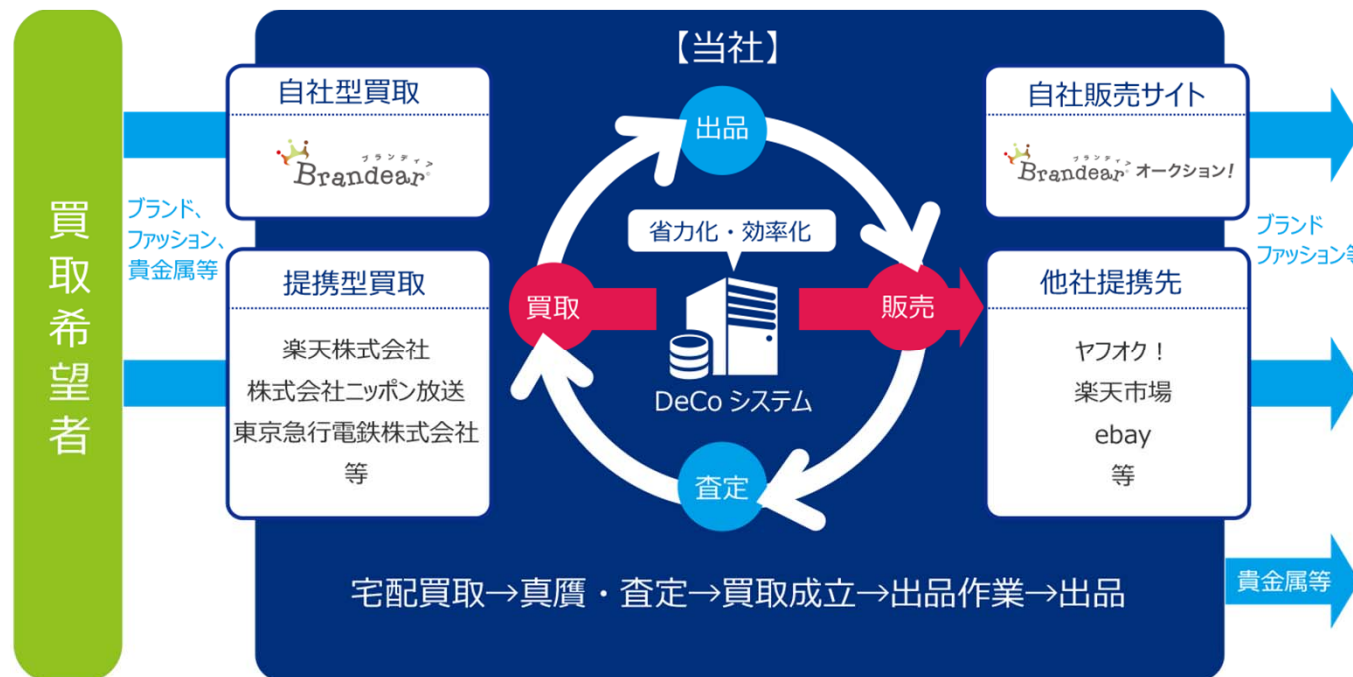 【当社】
買取希望者
ブランド、
ファッション、
貴金属等
自社型買取
ブランディア
Brandear®
提携型買取
楽天株式会社
株式会社ニッポン放送
東京急行電鉄株式会社
等
出品
省力化・効率化
買取
販売
DeCo システム
査定
自社販売サイト
ブランディア
Brandear® オークション!
他社提携先
ヤフオク！
楽天市場
ebay
等
ブランド
ファッション等
宅配買取→真贋・査定→買取成立→出品作業→出品
貴金属等